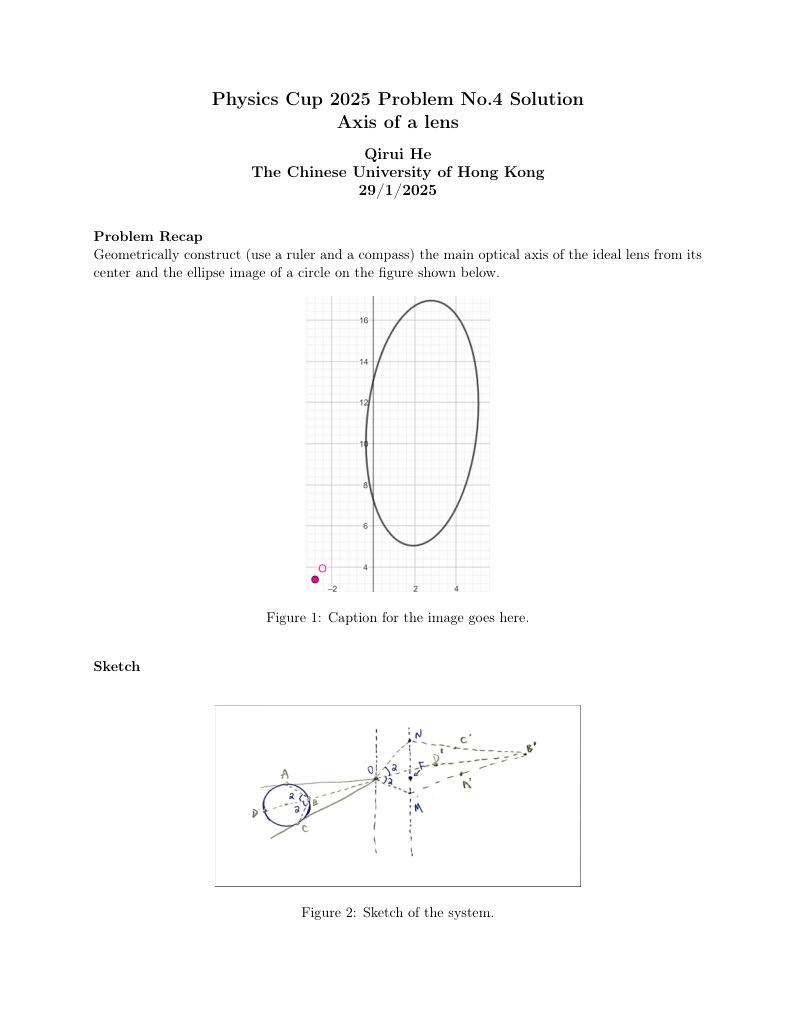 Physics Cup 2025 Problem No.4 Solution
Axis of a lens
Qirui He
The Chinese University of Hong Kong
29/1/2025
Problem Recap
Geometrically construct (use a ruler and a compass) the main optical axis of the ideal lens from its
center and the ellipse image of a circle on the figure shown below.
16
14
12
10
8
6
O
4
−2 2 4
Figure 1: Caption for the image goes here.
Sketch
N
C'
B'
O 2 F D'
2
A'
A
2 B
D 2
C
M
Figure 2: Sketch of the system.